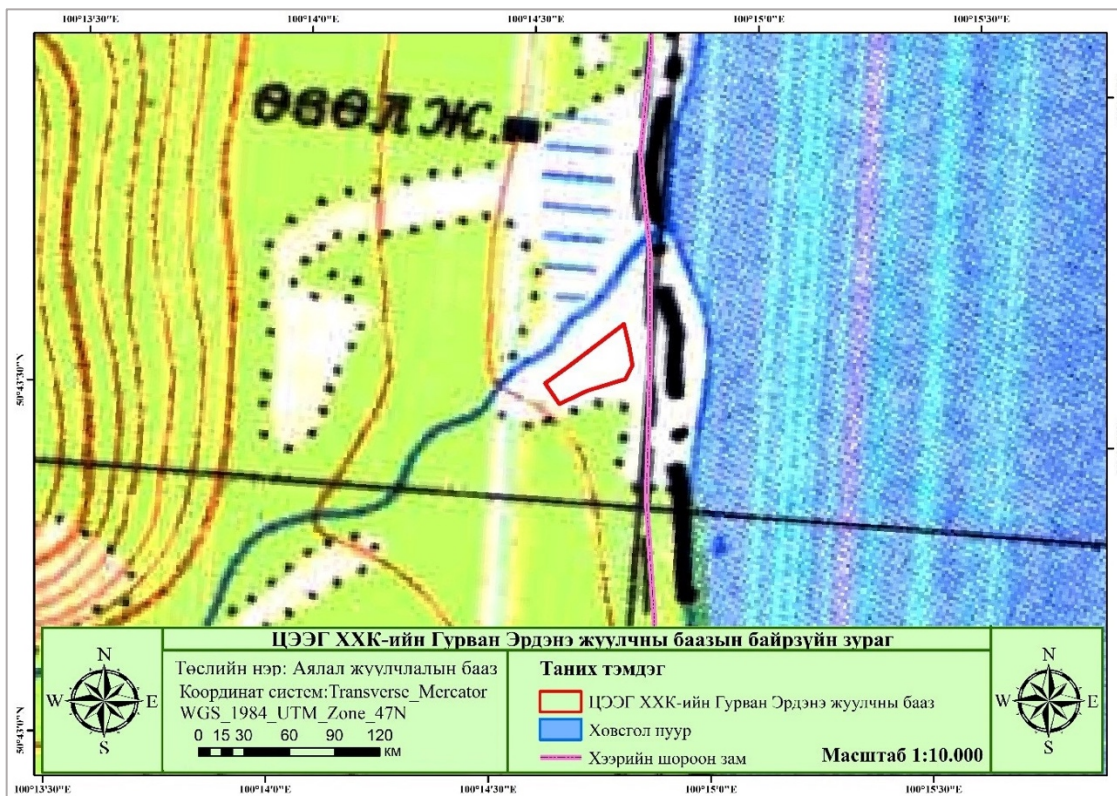 100°13'30"E 100°14'0"E 100°14'30"E 100°15'0"E 100°15'30"E
ӨВӨЛЖ.
50°43'30"N
50°43'0"N
ЦЭЭГ ХХК-ийн Гурван Эрдэнэ жуулчны баазын байрзүйн зураг
Төслийн нэр: Аялал жуулчлалын бааз
Координат систем:Transverse_Mercator
WGS_1984_UTM_Zone_47N
0 15 30 60 90 120
КМ
N
W E
S
Таних тэмдэг
ЦЭЭГ ХХК-ийн Гурван Эрдэнэ жуулчны бааз
Ховсгол нуур
Хээрийн шороон зам
Масштаб 1:10.000
N
W E
S
100°13'30"E 100°14'0"E 100°14'30"E 100°15'0"E 100°15'30"E